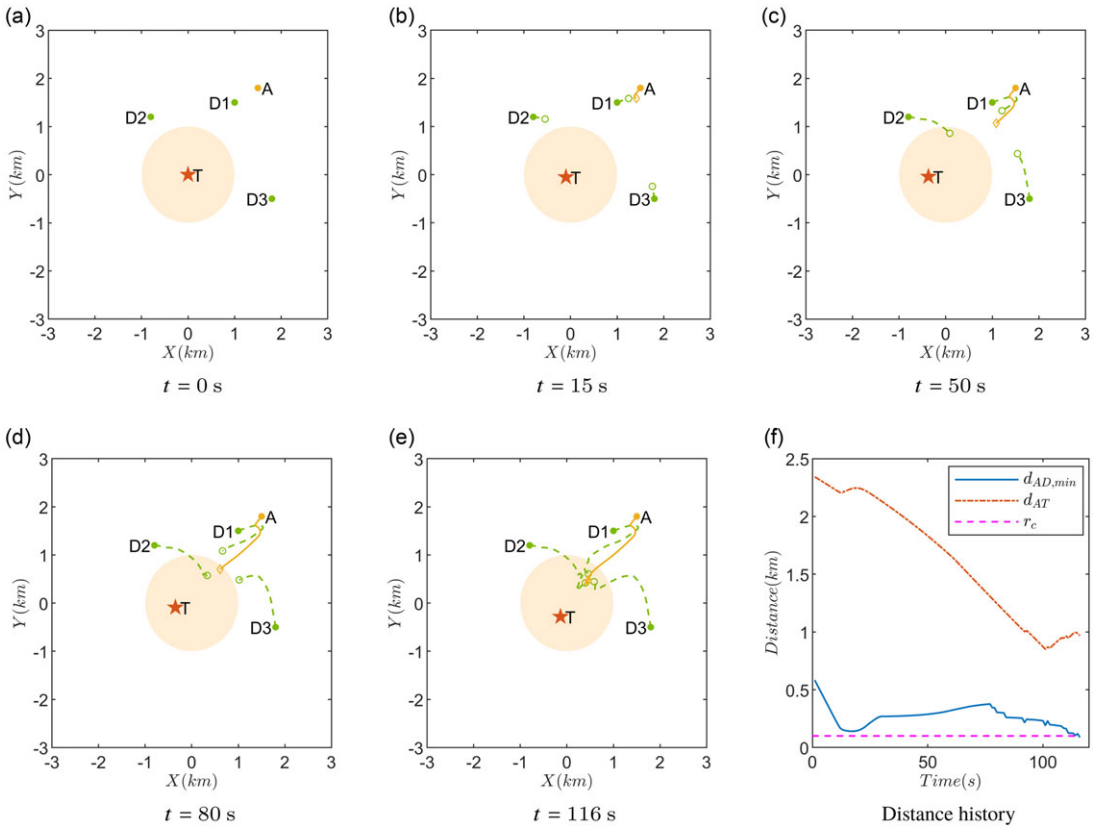 (a)
3
2
1
0
-1
-2
-3
Y(km)
A
D1
D2
T
D3
-3 -2 -1 0 1 2 3
X(km)
t = 0 s
(b)
3
2
1
0
-1
-2
-3
Y(km)
A
D1
D2
T
D3
-3 -2 -1 0 1 2 3
X(km)
t = 15 s
(c)
3
2
1
0
-1
-2
-3
Y(km)
A
D1
D2
T
D3
-3 -2 -1 0 1 2 3
X(km)
t = 50 s
(d)
3
2
1
0
-1
-2
-3
Y(km)
A
D1
D2
T
D3
-3 -2 -1 0 1 2 3
X(km)
t = 80 s
(e)
3
2
1
0
-1
-2
-3
Y(km)
A
D1
D2
T
D3
-3 -2 -1 0 1 2 3
X(km)
t = 116 s
(f)
2.5
2
1.5
1
0.5
0
Distance(km)
d_{AD,min}
d_{AT}
r_c
0 50 100
Time(s)
Distance history